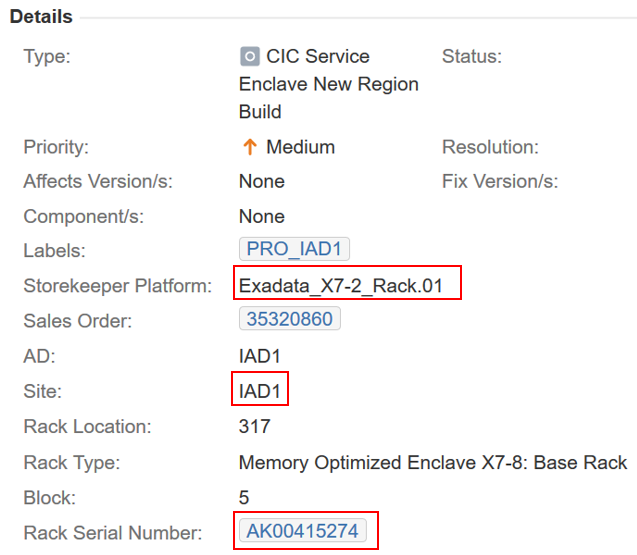 Details
Type: CIC Service Status:
Enclave New Region
Build
Priority: Medium Resolution:
Affects Version/s: None Fix Version/s:
Component/s: None
Labels: PRO_IAD1
Storekeeper Platform: Exadata_X7-2_Rack.01
Sales Order: 35320860
AD: IAD1
Site: IAD1
Rack Location: 317
Rack Type: Memory Optimized Enclave X7-8: Base Rack
Block: 5
Rack Serial Number: AK00415274